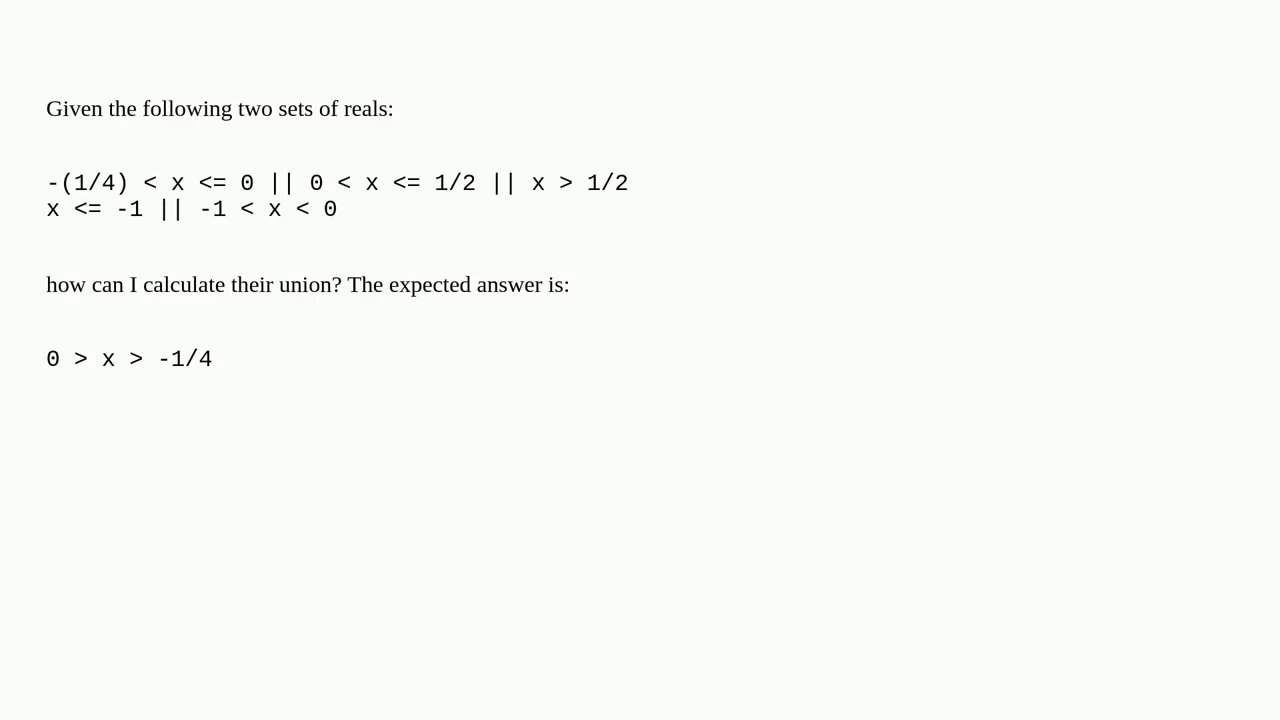 Given the following two sets of reals:
-(1/4) < x <= 0 || 0 < x <= 1/2 || x > 1/2
x <= -1 || -1 < x < 0
how can I calculate their union? The expected answer is:
0 > x > -1/4